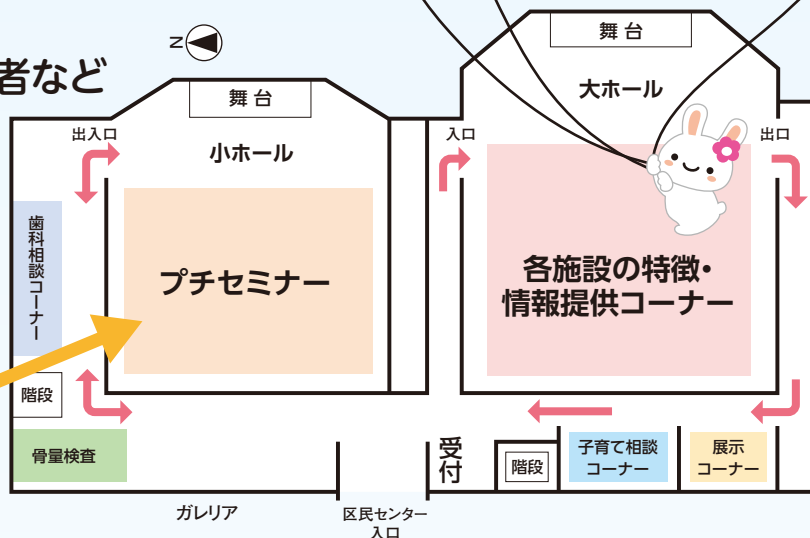 者など
N
舞台
小ホール
出入口
プチセミナー
歯科相談コーナー
階段
骨量検査
ガレリア
区民センター
入口
受付
舞台
大ホール
入口
出口
各施設の特徴・
情報提供コーナー
階段
子育て相談
コーナー
展示
コーナー